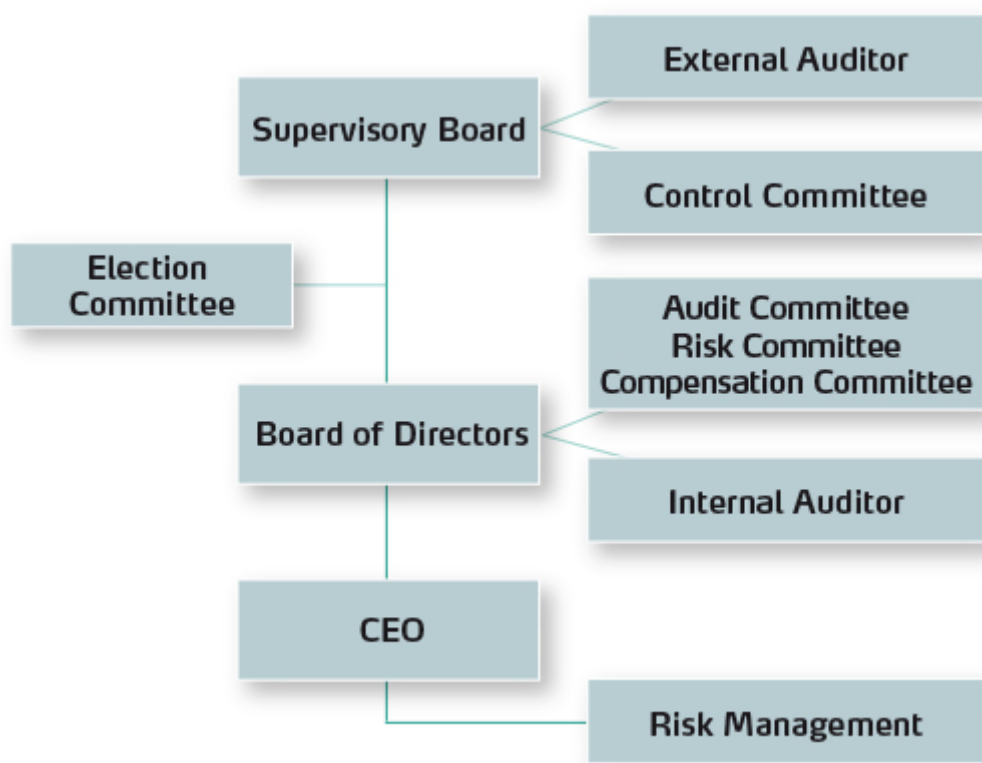 External Auditor
Supervisory Board
Control Committee
Election
Committee
Audit Committee
Risk Committee
Compensation Committee
Board of Directors
Internal Auditor
CEO
Risk Management